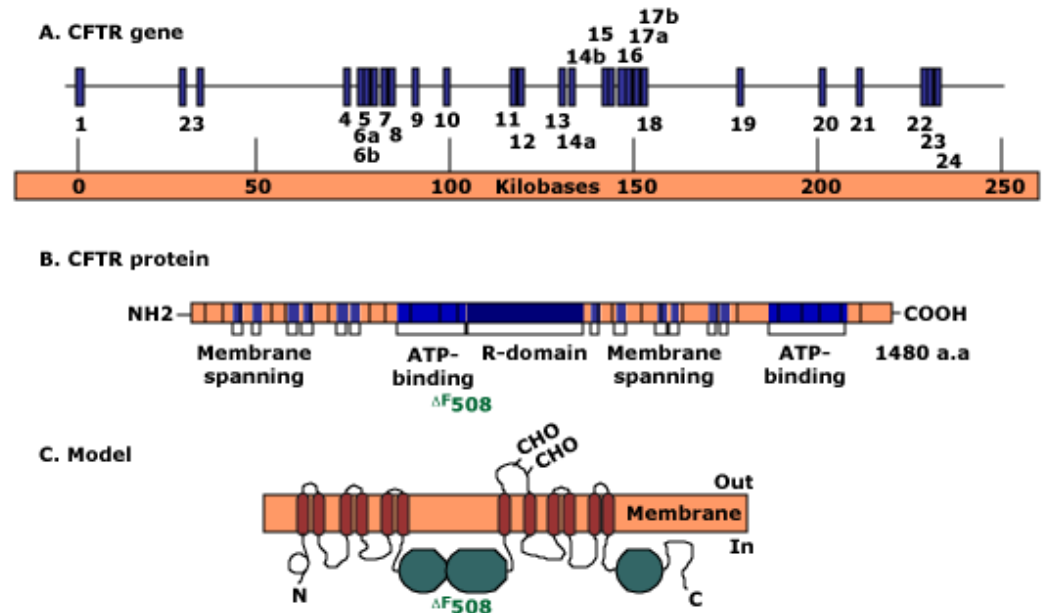 A. CFTR gene
17b
15 17a
14b 16
1 23 4 5 7 9 10 11 13 18 19 20 21 22
6a 8 12 14a 23
6b 24
0 50 100 Kilobases 150 200 250
B. CFTR protein
NH2 COOH
Membrane spanning
ATP-binding
R-domain
Membrane spanning
ATP-binding
1480 a.a
ΔF508
C. Model
CHO
CHO
Out
Membrane
In
N
C
ΔF508